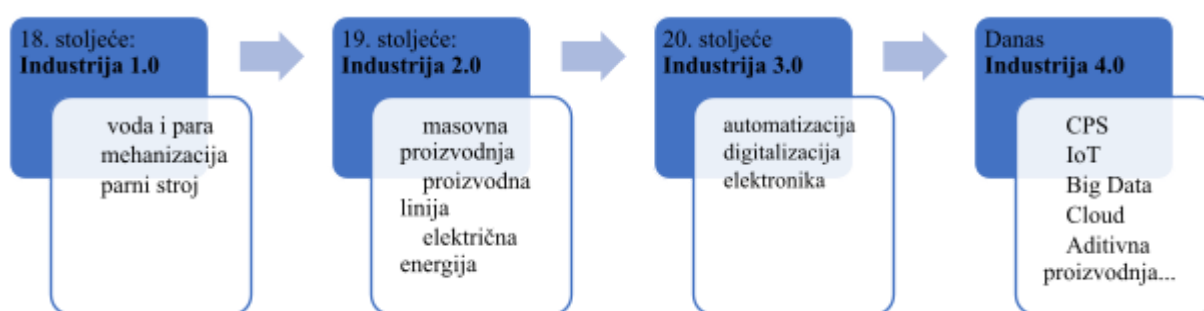 18. stoljeće:
Industrija 1.0
voda i para
mehanizacija
parni stroj
19. stoljeće:
Industrija 2.0
masovna
proizvodnja
proizvodna
linija
električna
energija
20. stoljeće
Industrija 3.0
automatizacija
digitalizacija
elektronika
Danas
Industrija 4.0
CPS
IoT
Big Data
Cloud
Aditivna
proizvodnja...